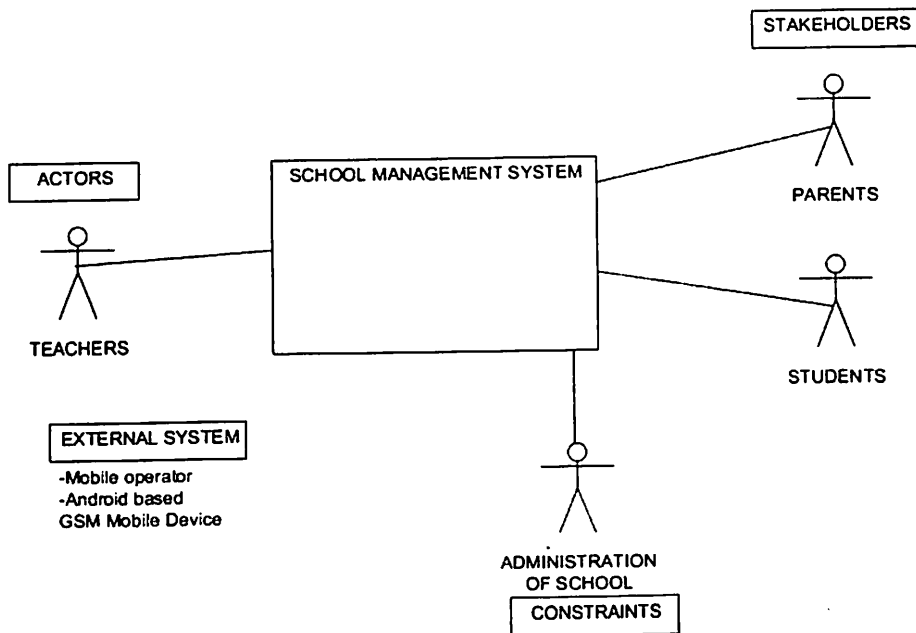 STAKEHOLDERS
SCHOOL MANAGEMENT SYSTEM
ACTORS
PARENTS
TEACHERS
STUDENTS
EXTERNAL SYSTEM
-Mobile operator
-Android based
GSM Mobile Device
ADMINISTRATION
OF SCHOOL
CONSTRAINTS